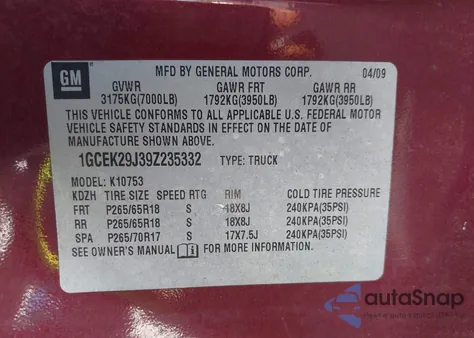 GM
MFD BY GENERAL MOTORS CORP. 04/09
GVWR GAWR FRT GAWR RR
3175KG(7000LB) 1792KG(3950LB) 1792KG(3950LB)
THIS VEHICLE CONFORMS TO ALL APPLICABLE U.S. FEDERAL MOTOR
VEHICLE SAFETY STANDARDS IN EFFECT ON THE DATE OF
MANUFACTURE SHOWN ABOVE.
1GCEK29J39Z235332 TYPE: TRUCK
MODEL: K10753
KDZH TIRE SIZE SPEED RTG RIM COLD TIRE PRESSURE
FRT P265/65R18 S 18X8J 240KPA(35PSI)
RR P265/65R18 S 18X8J 240KPA(35PSI)
SPA P265/70R17 S 17X7.5J 240KPA(35PSI)
SEE OWNER'S MANUAL FOR MORE INFORMATION.
autoSnap